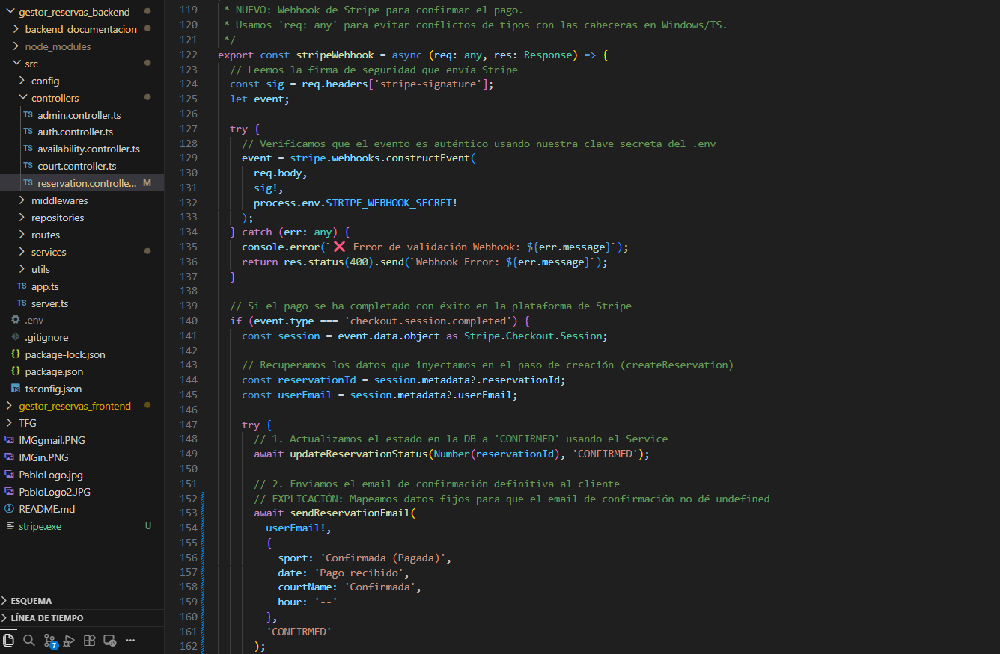 gestor_reservas_backend
backend_documentacion
node_modules
src
config
controllers
TS admin.controller.ts
TS auth.controller.ts
TS availability.controller.ts
TS court.controller.ts
TS reservation.controlle... M
middlewares
repositories
routes
services
utils
TS app.ts
TS server.ts
.env
.gitignore
{} package-lock.json
{} package.json
TS tsconfig.json
gestor_reservas_frontend
TFG
IMGgmail.PNG
IMGin.PNG
PabloLogo.jpg
PabloLogo2.JPG
README.md
stripe.exe U
ESQUEMA
LÍNEA DE TIEMPO
7
119 * NUEVO: Webhook de Stripe para confirmar el pago.
120 * Usamos 'req: any' para evitar conflictos de tipos con las cabeceras en Windows/TS.
121 */
122 export const stripeWebhook = async (req: any, res: Response) => {
123 // Leemos la firma de seguridad que envía Stripe
124 const sig = req.headers['stripe-signature'];
125 let event;
126
127 try {
128 // Verificamos que el evento es auténtico usando nuestra clave secreta del .env
129 event = stripe.webhooks.constructEvent(
130 req.body,
131 sig!,
132 process.env.STRIPE_WEBHOOK_SECRET!
133 );
134 } catch (err: any) {
135 console.error(`❌ Error de validación Webhook: ${err.message}`);
136 return res.status(400).send(`Webhook Error: ${err.message}`);
137 }
138
139 // Si el pago se ha completado con éxito en la plataforma de Stripe
140 if (event.type === 'checkout.session.completed') {
141 const session = event.data.object as Stripe.Checkout.Session;
142
143 // Recuperamos los datos que inyectamos en el paso de creación (createReservation)
144 const reservationId = session.metadata?.reservationId;
145 const userEmail = session.metadata?.userEmail;
146
147 try {
148 // 1. Actualizamos el estado en la DB a 'CONFIRMED' usando el Service
149 await updateReservationStatus(Number(reservationId), 'CONFIRMED');
150
151 // 2. Enviamos el email de confirmación definitiva al cliente
152 // EXPLICACIÓN: Mapeamos datos fijos para que el email de confirmación no dé undefined
153 await sendReservationEmail(
154 userEmail!,
155 {
156 sport: 'Confirmada (Pagada)',
157 date: 'Pago recibido',
158 courtName: 'Confirmada',
159 hour: '--'
160 },
161 'CONFIRMED'
162 );